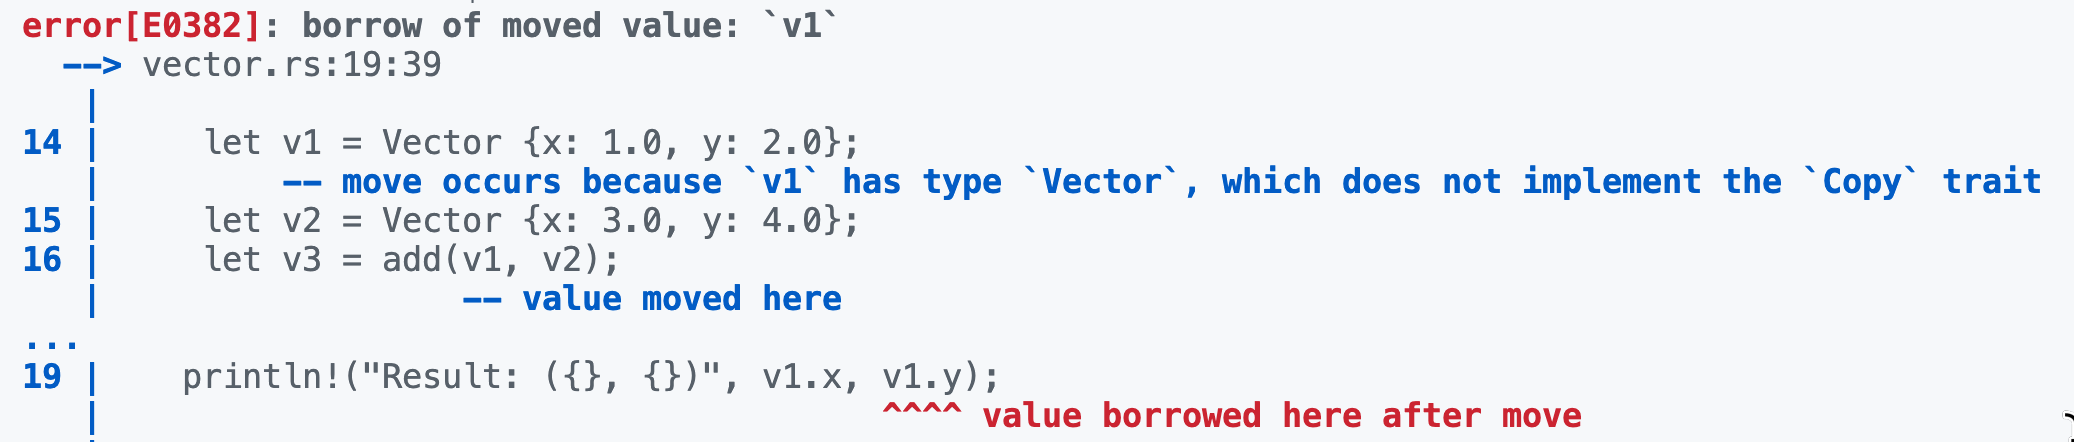 error[E0382]: borrow of moved value: `v1`
  --> vector.rs:19:39
   |
14 |     let v1 = Vector {x: 1.0, y: 2.0};
   |         -- move occurs because `v1` has type `Vector`, which does not implement the `Copy` trait
15 |     let v2 = Vector {x: 3.0, y: 4.0};
16 |     let v3 = add(v1, v2);
   |                  -- value moved here
...
19 |    println!("Result: ({}, {})", v1.x, v1.y);
   |                                       ^^^^ value borrowed here after move